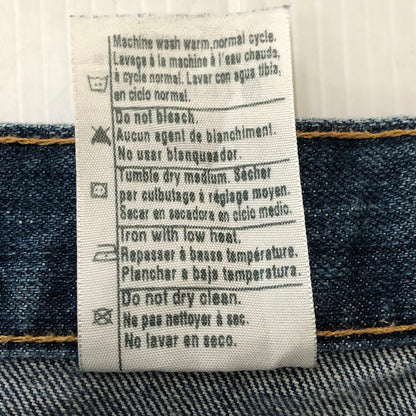 Machine wash warm, normal cycle.
Lavage à la machine à l'eau chaude,
à cycle normal. Lavar con agua tibia,
en ciclo normal.
Do not bleach.
Aucun agent de blanchiment.
No usar blanqueador.
Tumble dry medium. Sécher
par culbutage à réglage moyen.
Secar en secadora en ciclo medio.
Iron with low heat.
Repasser à basse température.
Planchar a baja temperatura.
Do not dry clean.
Ne pas nettoyer à sec.
No lavar en seco.